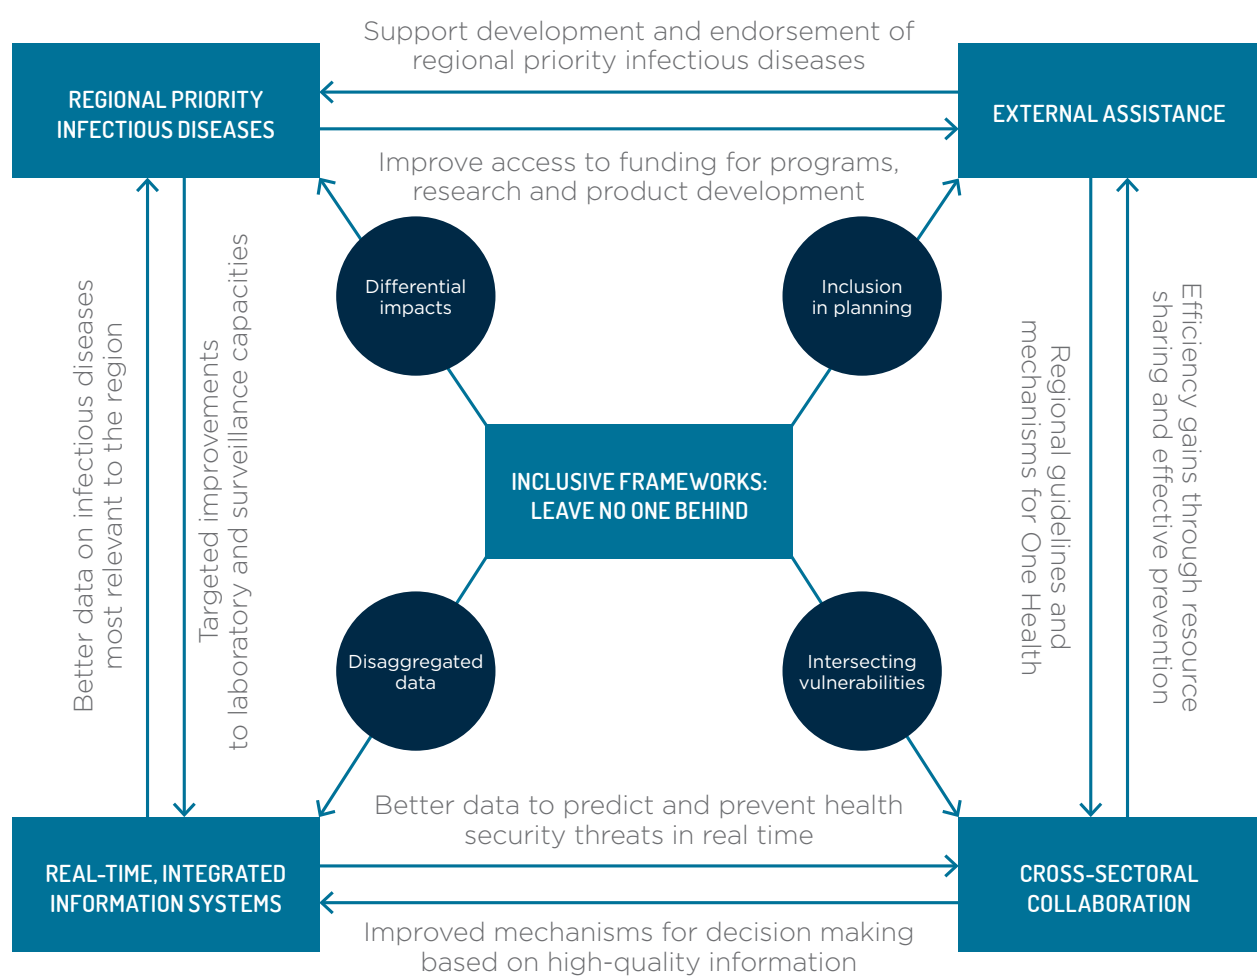 Support development and endorsement of
regional priority infectious diseases
REGIONAL PRIORITY
INFECTIOUS DISEASES
EXTERNAL ASSISTANCE
Improve access to funding for programs,
research and product development
Differential
impacts
Inclusion
in planning
Better data on infectious diseases
most relevant to the region
Targeted improvements
to laboratory and surveillance capacities
INCLUSIVE FRAMEWORKS:
LEAVE NO ONE BEHIND
Regional guidelines and
mechanisms for One Health
Efficiency gains through resource
sharing and effective prevention
Disaggregated
data
Intersecting
vulnerabilities
Better data to predict and prevent health
security threats in real time
REAL-TIME, INTEGRATED
INFORMATION SYSTEMS
CROSS-SECTORAL
COLLABORATION
Improved mechanisms for decision making
based on high-quality information